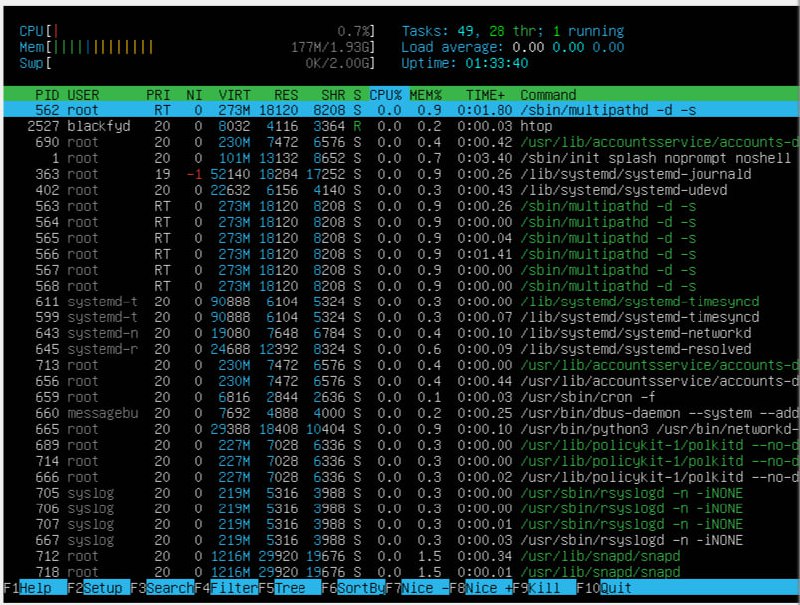 CPU[| 0.7%] Tasks: 49, 28 thr; 1 running
Mem[||||||||||||| 177M/1.93G] Load average: 0.00 0.00 0.00
Swp[ 0K/2.00G] Uptime: 01:33:40
PID USER PRI NI VIRT RES SHR S CPU% MEM% TIME+ Command
562 root RT 0 273M 18120 8208 S 0.0 0.9 0:01.80 /sbin/multipathd -d -s
2527 blackfyd 20 0 8032 4116 3364 R 0.0 0.2 0:00.03 htop
690 root 20 0 230M 7472 6576 S 0.0 0.4 0:00.42 /usr/lib/accountsservice/accounts-d
1 root 20 0 101M 13132 8652 S 0.0 0.7 0:03.40 /sbin/init splash noprompt noshell
363 root 19 -1 52140 18284 17252 S 0.0 0.9 0:00.26 /lib/systemd/systemd-journald
402 root 20 0 22632 6156 4140 S 0.0 0.3 0:00.43 /lib/systemd/systemd-udevd
563 root RT 0 273M 18120 8208 S 0.0 0.9 0:00.26 /sbin/multipathd -d -s
564 root RT 0 273M 18120 8208 S 0.0 0.9 0:00.00 /sbin/multipathd -d -s
565 root RT 0 273M 18120 8208 S 0.0 0.9 0:00.04 /sbin/multipathd -d -s
566 root RT 0 273M 18120 8208 S 0.0 0.9 0:01.41 /sbin/multipathd -d -s
567 root RT 0 273M 18120 8208 S 0.0 0.9 0:00.00 /sbin/multipathd -d -s
568 root RT 0 273M 18120 8208 S 0.0 0.9 0:00.00 /sbin/multipathd -d -s
611 systemd-t 20 0 90888 6104 5324 S 0.0 0.3 0:00.00 /lib/systemd/systemd-timesyncd
599 systemd-t 20 0 90888 6104 5324 S 0.0 0.3 0:00.07 /lib/systemd/systemd-timesyncd
643 systemd-n 20 0 19080 7648 6784 S 0.0 0.4 0:00.10 /lib/systemd/systemd-networkd
645 systemd-r 20 0 24688 12392 8324 S 0.0 0.6 0:00.09 /lib/systemd/systemd-resolved
713 root 20 0 230M 7472 6576 S 0.0 0.4 0:00.00 /usr/lib/accountsservice/accounts-d
656 root 20 0 230M 7472 6576 S 0.0 0.4 0:00.44 /usr/lib/accountsservice/accounts-d
659 root 20 0 6816 2844 2636 S 0.0 0.1 0:00.03 /usr/sbin/cron -f
660 messagebu 20 0 7692 4888 4000 S 0.0 0.2 0:00.25 /usr/bin/dbus-daemon --system --add
665 root 20 0 29388 18408 10404 S 0.0 0.9 0:00.10 /usr/bin/python3 /usr/bin/networkd-
689 root 20 0 227M 7028 6336 S 0.0 0.3 0:00.00 /usr/lib/policykit-1/polkitd --no-d
714 root 20 0 227M 7028 6336 S 0.0 0.3 0:00.00 /usr/lib/policykit-1/polkitd --no-d
666 root 20 0 227M 7028 6336 S 0.0 0.3 0:00.02 /usr/lib/policykit-1/polkitd --no-d
705 syslog 20 0 219M 5316 3988 S 0.0 0.3 0:00.00 /usr/sbin/rsyslogd -n -iNONE
706 syslog 20 0 219M 5316 3988 S 0.0 0.3 0:00.00 /usr/sbin/rsyslogd -n -iNONE
707 syslog 20 0 219M 5316 3988 S 0.0 0.3 0:00.01 /usr/sbin/rsyslogd -n -iNONE
667 syslog 20 0 219M 5316 3988 S 0.0 0.3 0:00.03 /usr/sbin/rsyslogd -n -iNONE
712 root 20 0 1216M 29920 19676 S 0.0 1.5 0:00.34 /usr/lib/snapd/snapd
718 root 20 0 1216M 29920 19676 S 0.0 1.5 0:00.01 /usr/lib/snapd/snapd
F1Help F2Setup F3SearchF4FilterF5Tree F6SortByF7Nice -F8Nice +F9Kill F10Quit